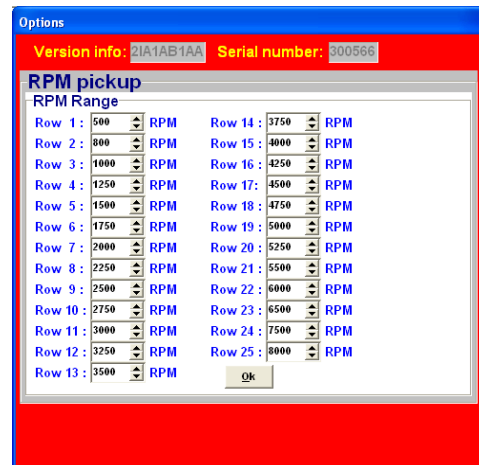 Options
Version info: 2IA1AB1AA Serial number: 300566
RPM pickup
RPM Range
Row 1 : 500 RPM Row 14 : 3750 RPM
Row 2 : 800 RPM Row 15 : 4000 RPM
Row 3 : 1000 RPM Row 16 : 4250 RPM
Row 4 : 1250 RPM Row 17: 4500 RPM
Row 5 : 1500 RPM Row 18 : 4750 RPM
Row 6 : 1750 RPM Row 19 : 5000 RPM
Row 7 : 2000 RPM Row 20 : 5250 RPM
Row 8 : 2250 RPM Row 21 : 5500 RPM
Row 9 : 2500 RPM Row 22 : 6000 RPM
Row 10 : 2750 RPM Row 23 : 6500 RPM
Row 11 : 3000 RPM Row 24 : 7500 RPM
Row 12 : 3250 RPM Row 25 : 8000 RPM
Row 13 : 3500 RPM Ok